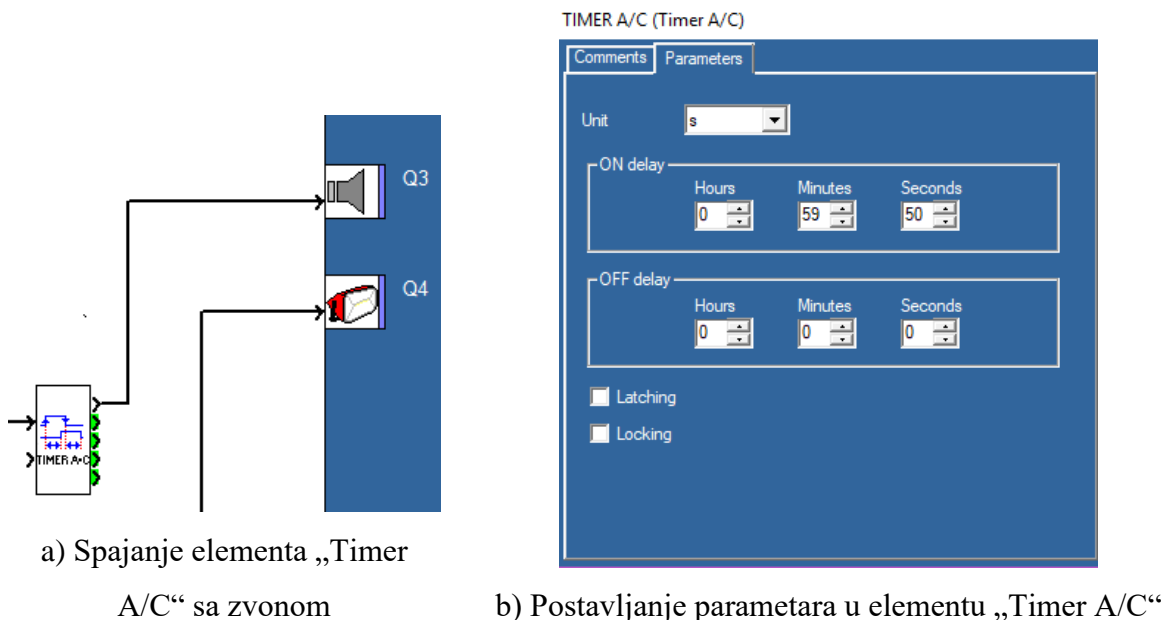 TIMER A/C (Timer A/C)
Comments Parameters
Unit s
ON delay
Hours Minutes Seconds
0 59 50
OFF delay
Hours Minutes Seconds
0 0 0
Latching
Locking
Q3
Q4
TIMER A•C
a) Spajanje elementa „Timer
A/C“ sa zvonom
b) Postavljanje parametara u elementu „Timer A/C“